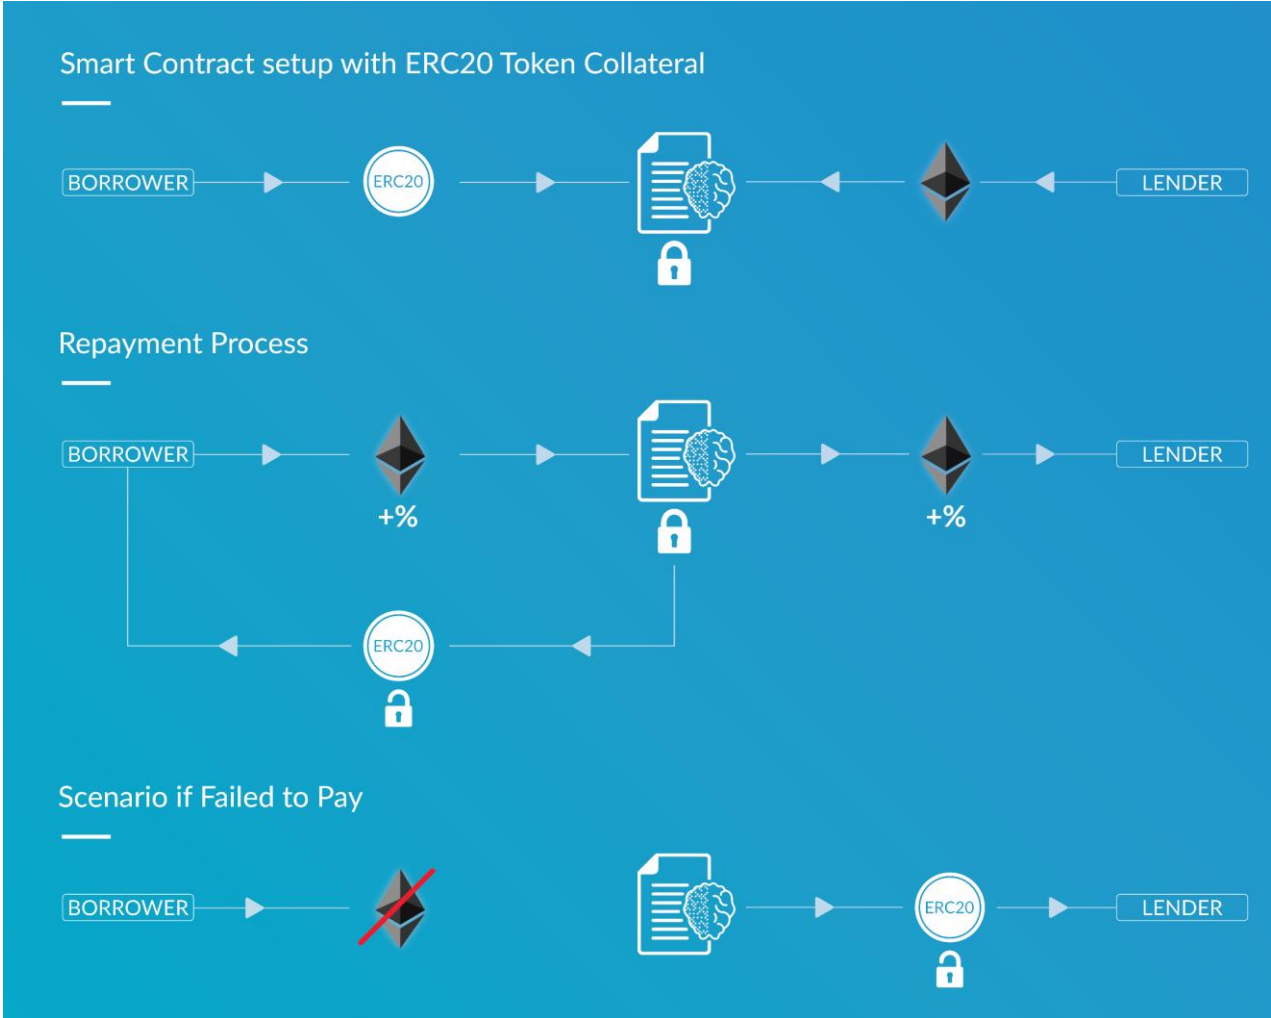 Smart Contract setup with ERC20 Token Collateral
BORROWER
ERC20
LENDER
Repayment Process
BORROWER
LENDER
+%
+%
ERC20
Scenario if Failed to Pay
BORROWER
ERC20
LENDER